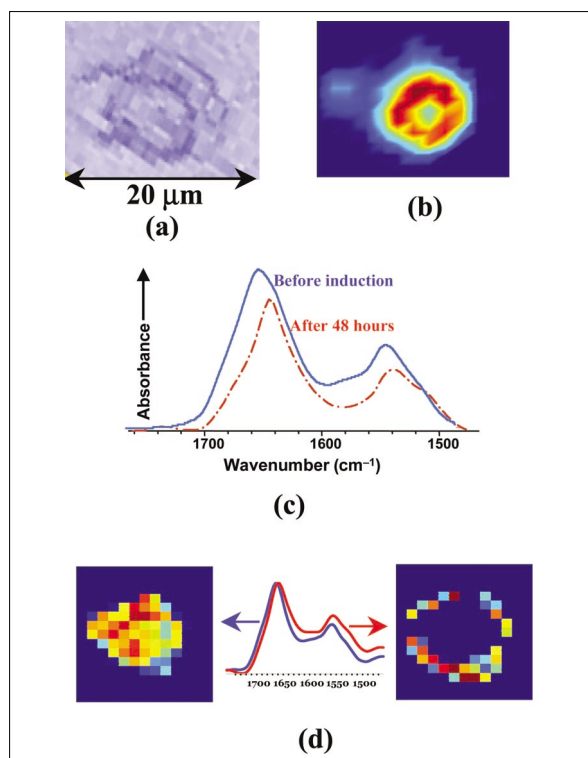 20 μm
(a)
(b)
Before induction
After 48 hours
Absorbance
1700
1600
1500
Wavenumber (cm⁻¹)
(c)
1700 1650 1600 1550 1500
(d)